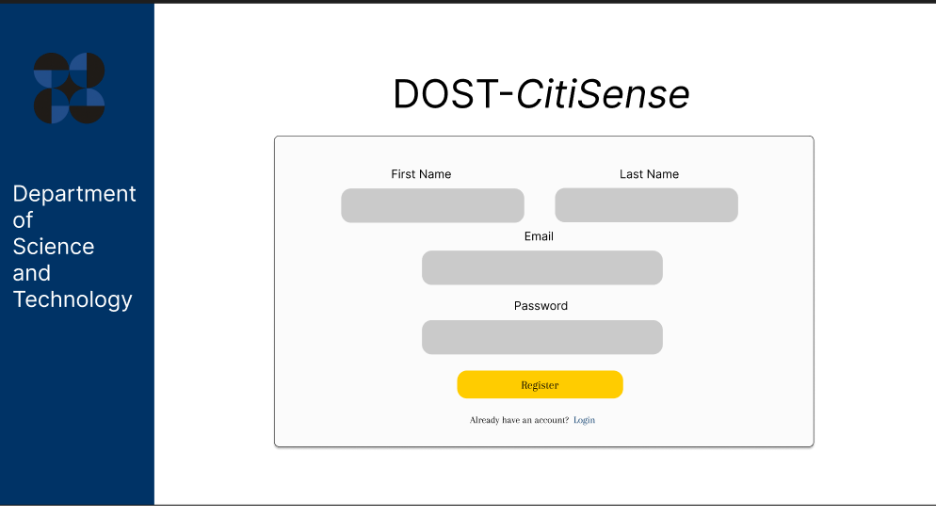 DOST-CitiSense
Department
of
Science
and
Technology
First Name
Last Name
Email
Password
Register
Already have an account? Login